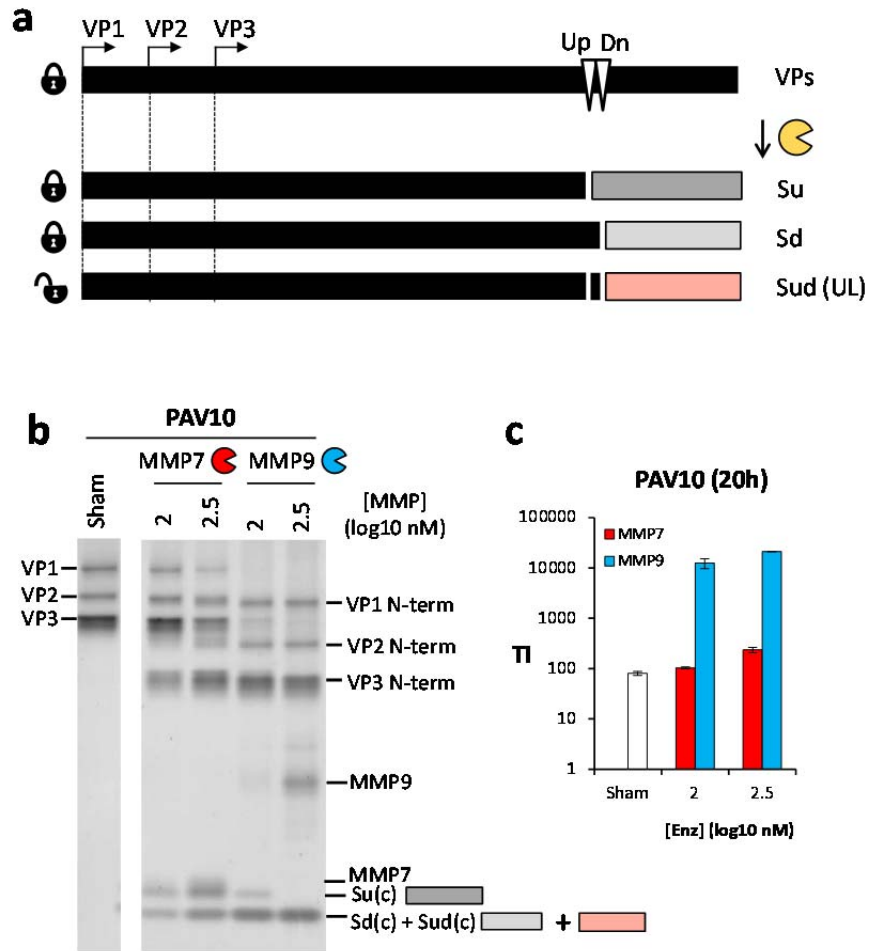 a
VP1 VP2 VP3
Up Dn
VPs
Su
Sd
Sud (UL)
b
PAV10
MMP7 MMP9
Sham 2 2.5 2 2.5 [MMP]
(log10 nM)
VP1
VP2
VP3
VP1 N-term
VP2 N-term
VP3 N-term
MMP9
MMP7
Su(c)
Sd(c) + Sud(c) +
c
PAV10 (20h)
MMP7
MMP9
TI
100000
10000
1000
100
10
1
Sham 2 2.5
[Enz] (log10 nM)